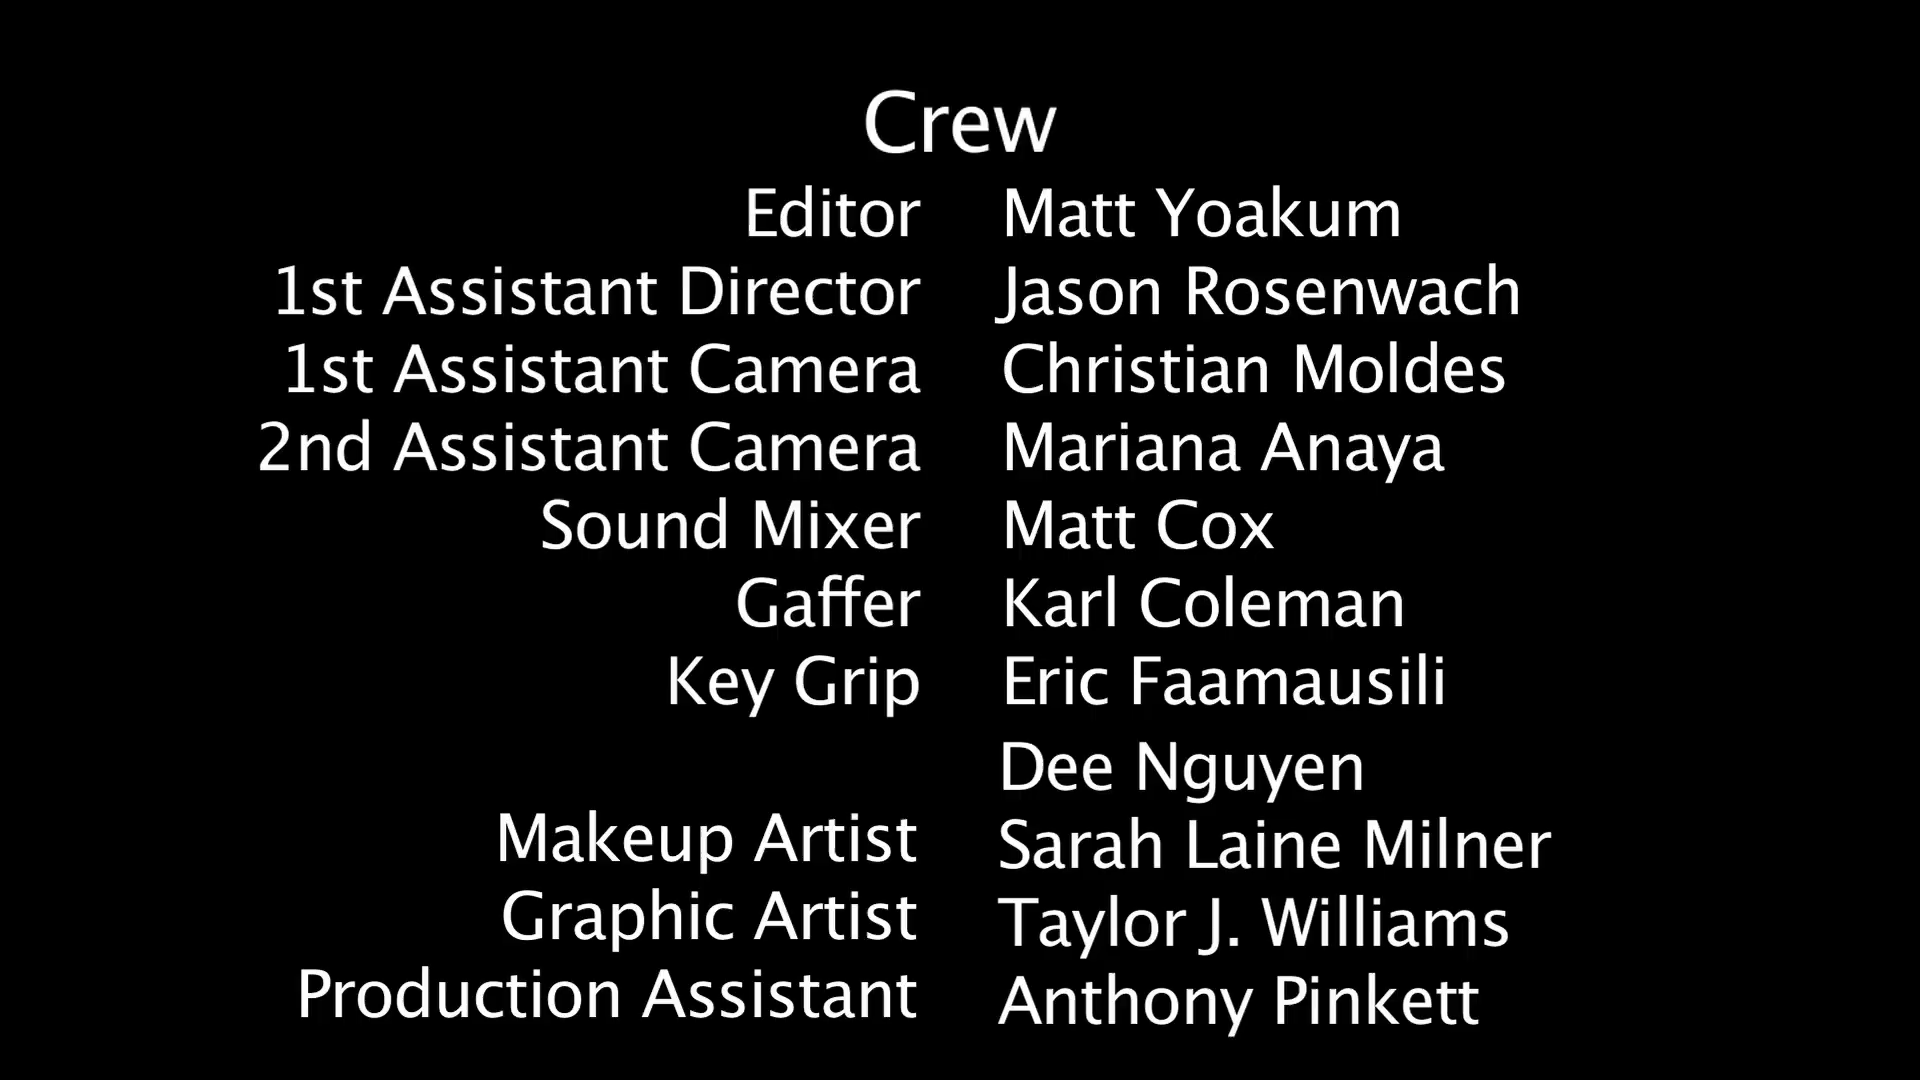 Crew
Editor Matt Yoakum
1st Assistant Director Jason Rosenwach
1st Assistant Camera Christian Moldes
2nd Assistant Camera Mariana Anaya
Sound Mixer Matt Cox
Gaffer Karl Coleman
Key Grip Eric Faamausili
Dee Nguyen
Makeup Artist Sarah Laine Milner
Graphic Artist Taylor J. Williams
Production Assistant Anthony Pinkett